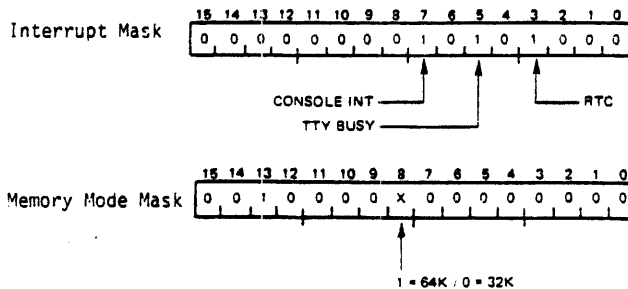 15 14 13 12 11 10 9 8 7 6 5 4 3 2 1 0
Interrupt Mask 0 0 0 0 0 0 0 0 1 0 1 0 1 0 0 0
CONSOLE INT RTC
TTY BUSY
15 14 13 12 11 10 9 8 7 6 5 4 3 2 1 0
Memory Mode Mask 0 0 1 0 0 0 0 X 0 0 0 0 0 0 0 0
1 = 64K / 0 = 32K